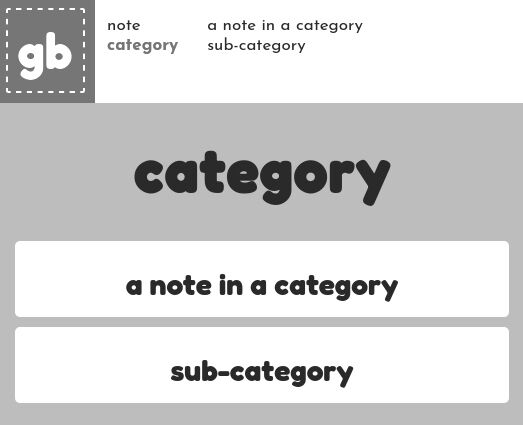 gb
note
category
a note in a category
sub-category
category
a note in a category
sub-category